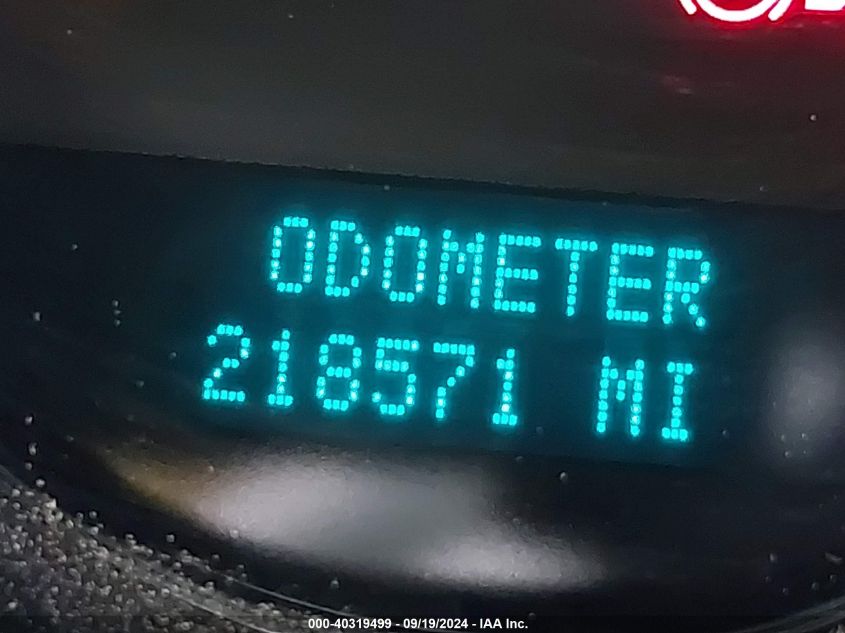 ODOMETER
218571 MI
000-40319499 - 09/19/2024 - IAA Inc.